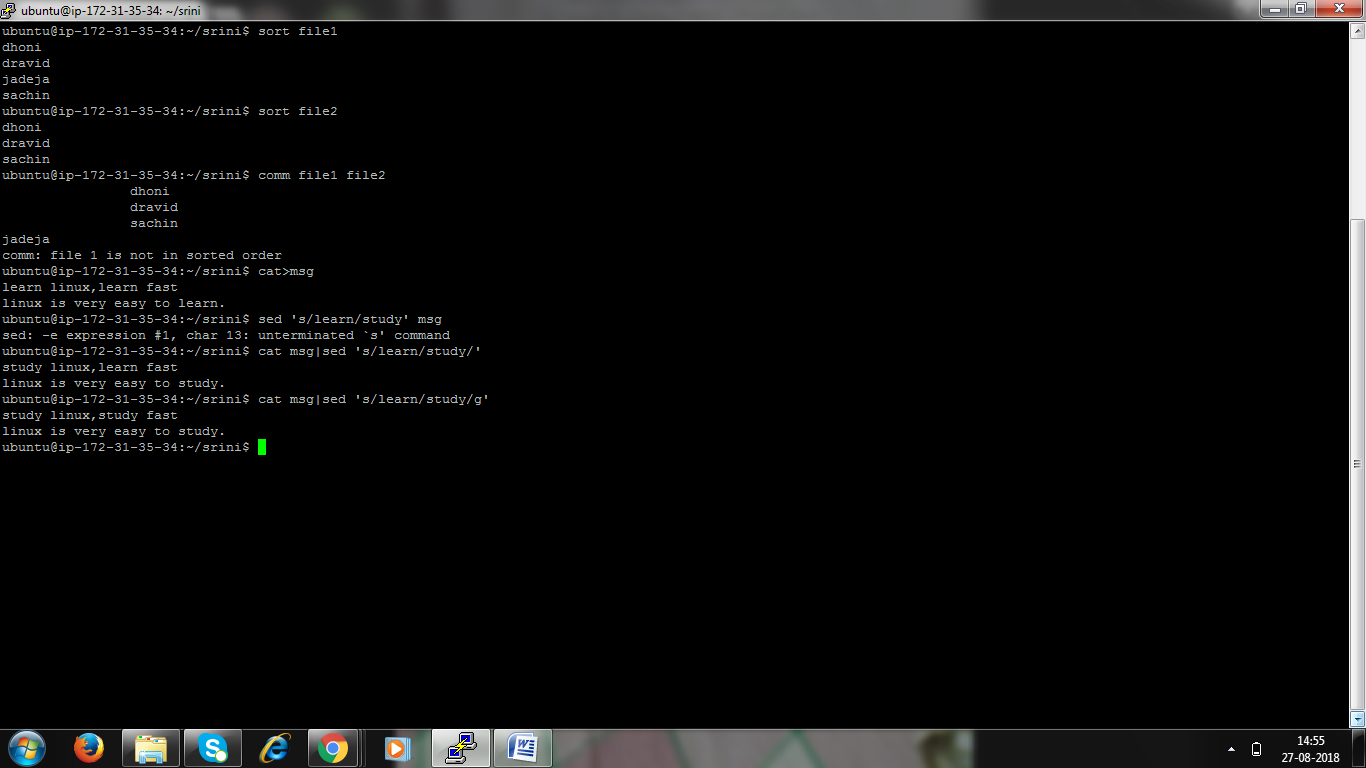 ubuntu@ip-172-31-35-34: ~/srini
ubuntu@ip-172-31-35-34:~/srini$ sort file1
dhoni
dravid
jadeja
sachin
ubuntu@ip-172-31-35-34:~/srini$ sort file2
dhoni
dravid
sachin
ubuntu@ip-172-31-35-34:~/srini$ comm file1 file2
                dhoni
                dravid
                sachin
jadeja
comm: file 1 is not in sorted order
ubuntu@ip-172-31-35-34:~/srini$ cat>msg
learn linux,learn fast
linux is very easy to learn.
ubuntu@ip-172-31-35-34:~/srini$ sed 's/learn/study' msg
sed: -e expression #1, char 13: unterminated `s' command
ubuntu@ip-172-31-35-34:~/srini$ cat msg|sed 's/learn/study/'
study linux,learn fast
linux is very easy to study.
ubuntu@ip-172-31-35-34:~/srini$ cat msg|sed 's/learn/study/g'
study linux,study fast
linux is very easy to study.
ubuntu@ip-172-31-35-34:~/srini$
14:55
27-08-2018